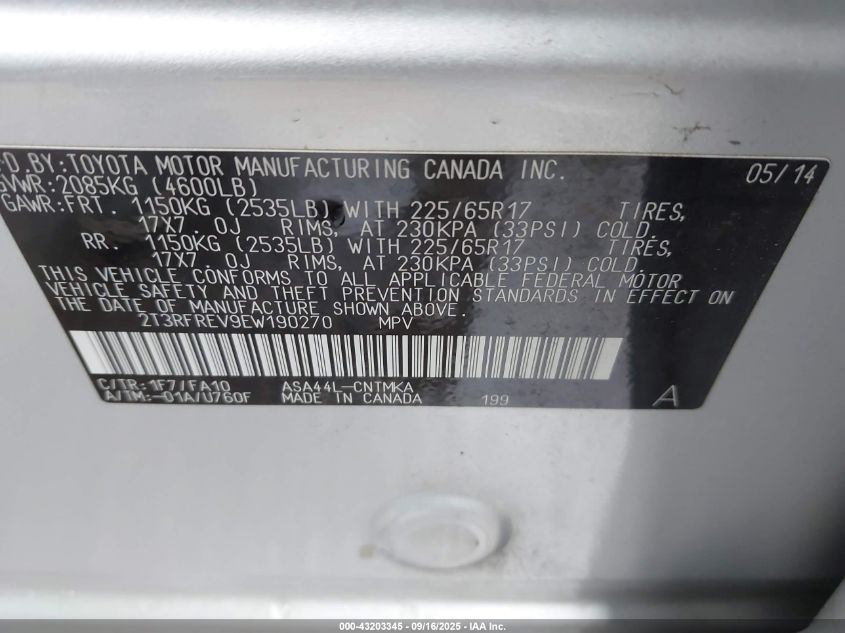 D BY:TOYOTA MOTOR MANUFACTURING CANADA INC. 05/14
GVWR:2085KG (4600LB)
GAWR:FRT. 1150KG (2535LB) WITH 225/65R17 TIRES,
17X7.0J RIMS, AT 230KPA (33PSI) COLD.
RR. 1150KG (2535LB) WITH 225/65R17 TIRES,
17X7.0J RIMS, AT 230KPA (33PSI) COLD.
THIS VEHICLE CONFORMS TO ALL APPLICABLE FEDERAL MOTOR
VEHICLE SAFETY AND THEFT PREVENTION STANDARDS IN EFFECT ON
THE DATE OF MANUFACTURE SHOWN ABOVE.
2T3RFREV9EW190270 MPV
C/TR:1F7/FA10 ASA44L-CNTMKA
A/TM:-01A/U760F MADE IN CANADA 199 A
000-43203345 - 09/16/2025 - IAA Inc.